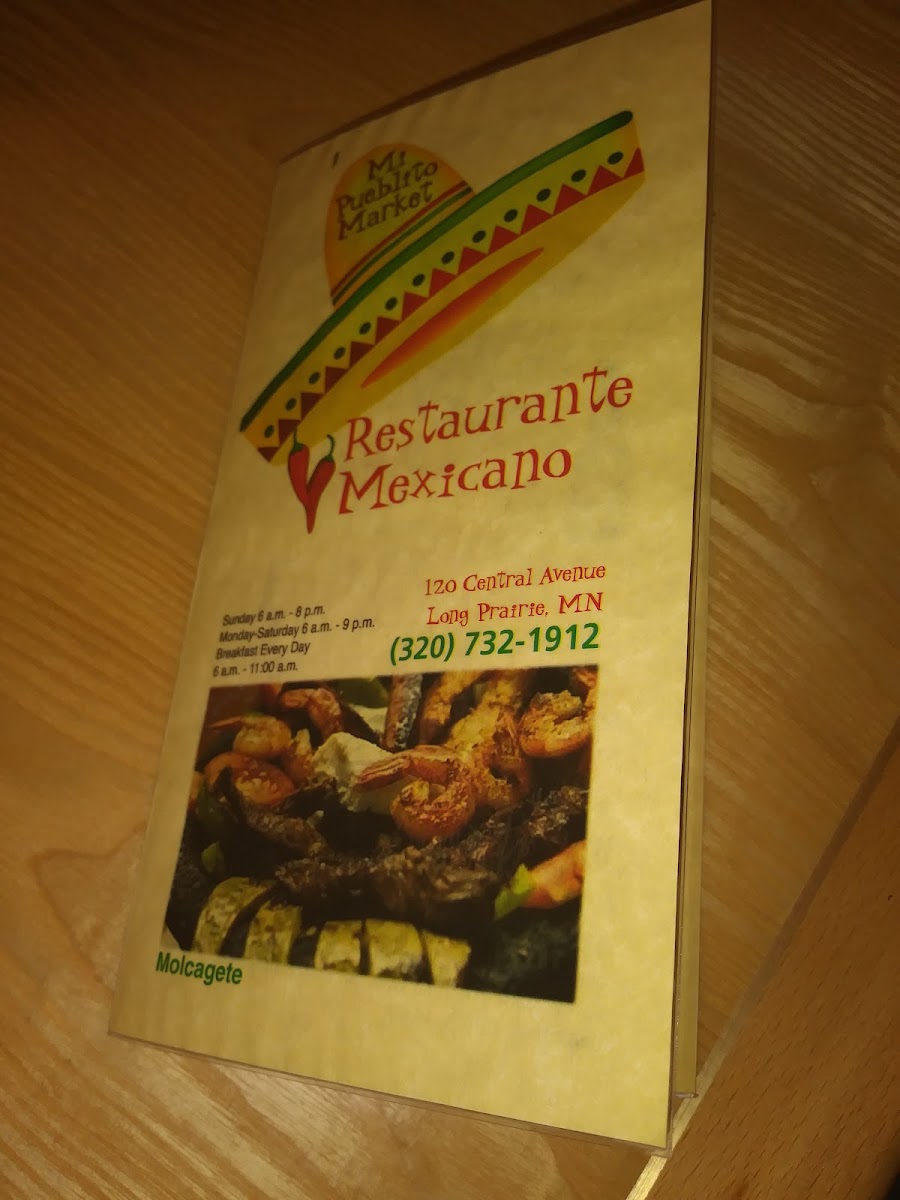 Mi
Pueblito
Market
Restaurante
Mexicano
120 Central Avenue
Long Prairie, MN
(320) 732-1912
Sunday 6 a.m. - 8 p.m.
Monday-Saturday 6 a.m. - 9 p.m.
Breakfast Every Day
6 a.m. - 11:00 a.m.
Molcagete